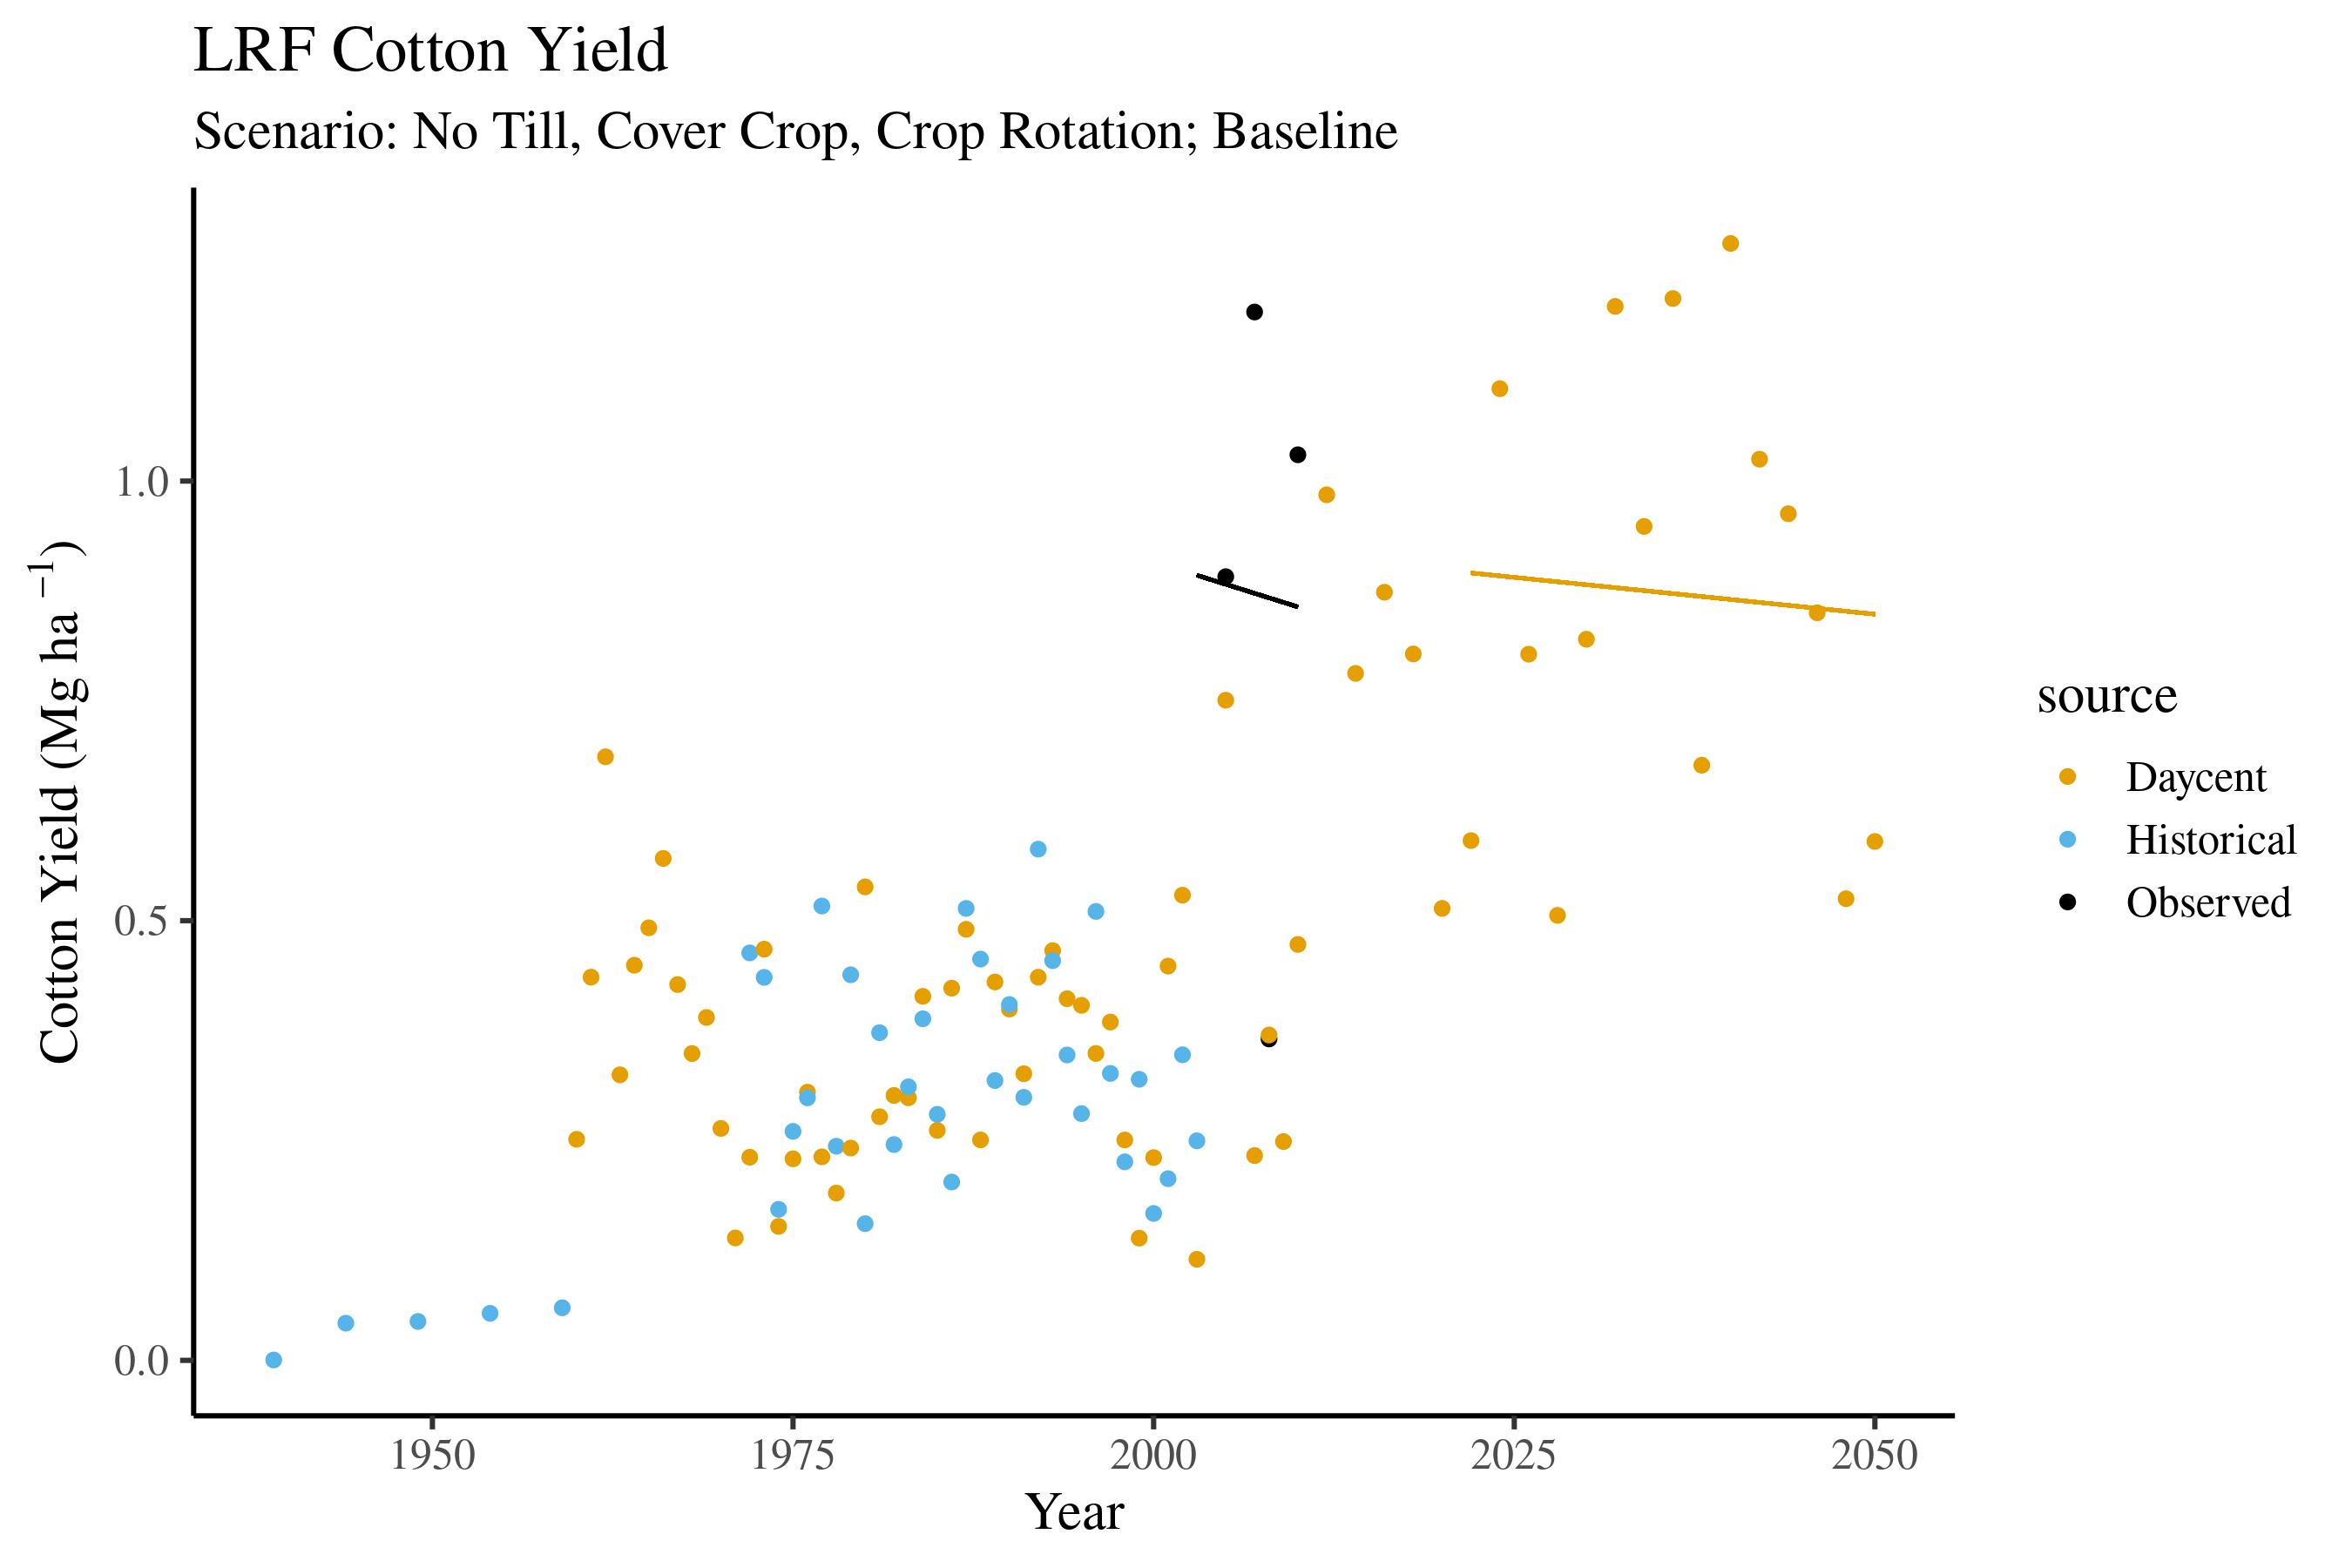 LRF Cotton Yield
Scenario: No Till, Cover Crop, Crop Rotation; Baseline
Cotton Yield (Mg ha −1)
1.0
0.5
0.0
1950
1975
2000
2025
2050
Year
source
Daycent
Historical
Observed